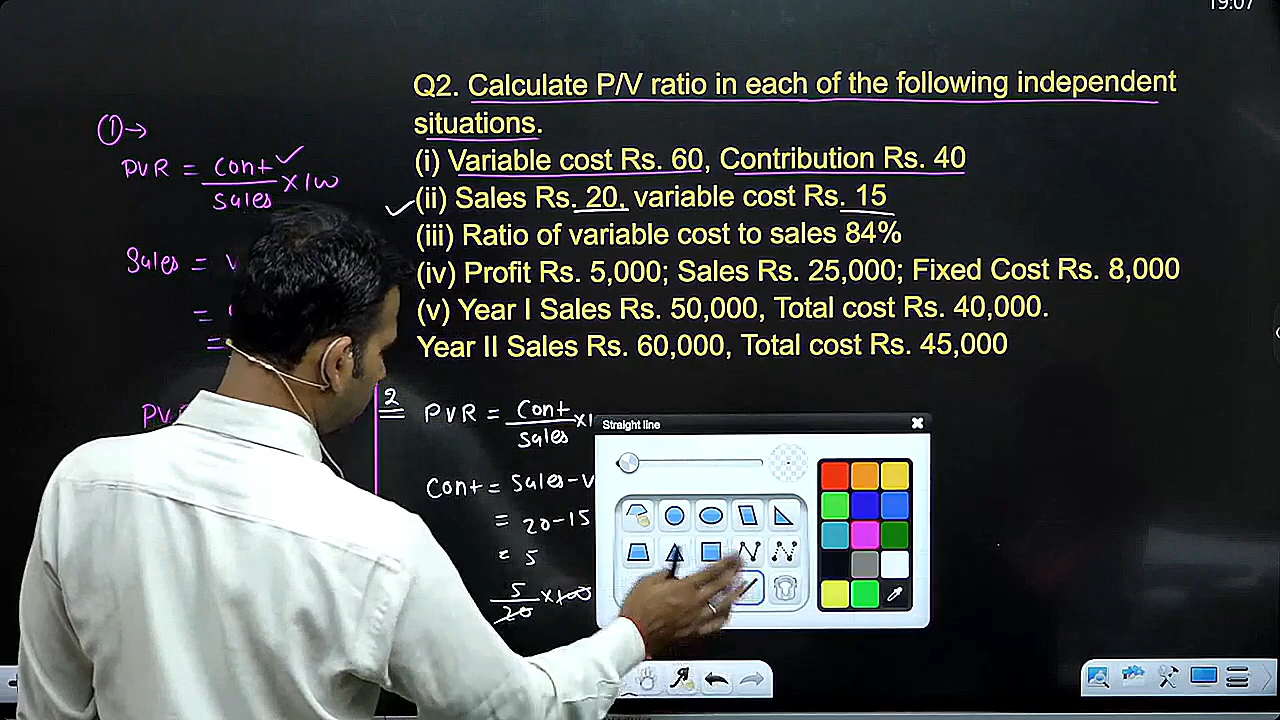 19:07
Q2. Calculate P/V ratio in each of the following independent
situations.
(i) Variable cost Rs. 60, Contribution Rs. 40
(ii) Sales Rs. 20, variable cost Rs. 15
(iii) Ratio of variable cost to sales 84%
(iv) Profit Rs. 5,000; Sales Rs. 25,000; Fixed Cost Rs. 8,000
(v) Year I Sales Rs. 50,000, Total cost Rs. 40,000.
Year II Sales Rs. 60,000, Total cost Rs. 45,000
①→
PVR = Cont/Sales ×100
Sales = V
=
=
PV
2
PVR = Cont/Sales ×1
Cont = Sales-V
= 20-15
= 5
5/20 ×100
Straight line